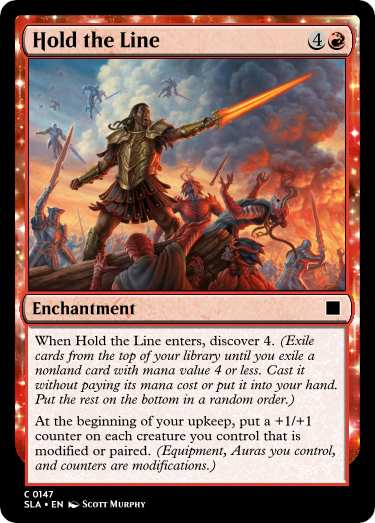 Hold the Line 4
Enchantment
When Hold the Line enters, discover 4. (Exile
cards from the top of your library until you exile a
nonland card with mana value 4 or less. Cast it
without paying its mana cost or put it into your hand.
Put the rest on the bottom in a random order.)
At the beginning of your upkeep, put a +1/+1
counter on each creature you control that is
modified or paired. (Equipment, Auras you control,
and counters are modifications.)
C 0147
SLA • EN Scott Murphy